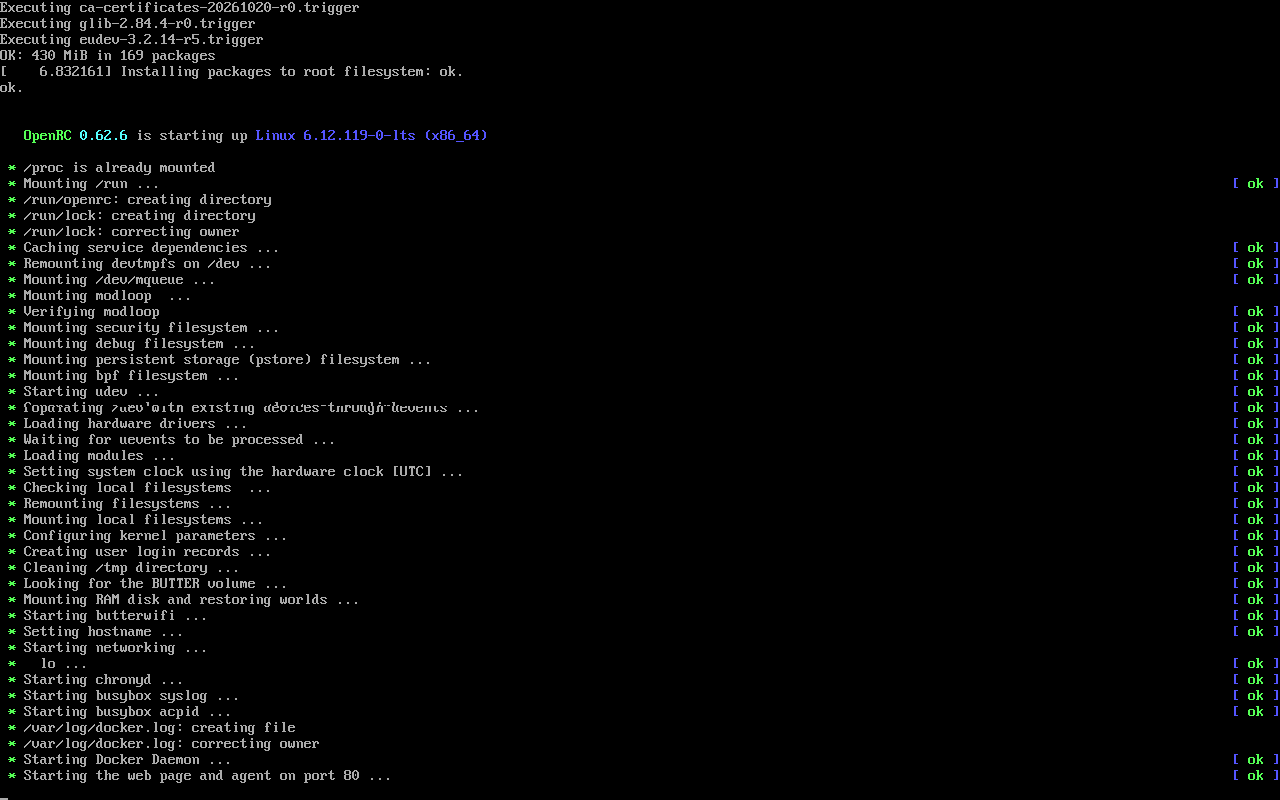 Executing ca-certificates-20261020-r0.trigger
Executing glib-2.84.4-r0.trigger
Executing eudev-3.2.14-r5.trigger
OK: 430 MiB in 169 packages
[    6.832161] Installing packages to root filesystem: ok.
ok.
OpenRC 0.62.6 is starting up Linux 6.12.119-0-lts (x86_64)
* /proc is already mounted
* Mounting /run ... [ ok ]
* /run/openrc: creating directory
* /run/lock: creating directory
* /run/lock: correcting owner
* Caching service dependencies ... [ ok ]
* Remounting devtmpfs on /dev ... [ ok ]
* Mounting /dev/mqueue ... [ ok ]
* Mounting modloop  ...
* Verifying modloop [ ok ]
* Mounting security filesystem ... [ ok ]
* Mounting debug filesystem ... [ ok ]
* Mounting persistent storage (pstore) filesystem ... [ ok ]
* Mounting bpf filesystem ... [ ok ]
* Starting udev ... [ ok ]
* existing ... [ ok ]
* Loading hardware drivers ... [ ok ]
* Waiting for uevents to be processed ... [ ok ]
* Loading modules ... [ ok ]
* Setting system clock using the hardware clock [UTC] ... [ ok ]
* Checking local filesystems  ... [ ok ]
* Remounting filesystems ... [ ok ]
* Mounting local filesystems ... [ ok ]
* Configuring kernel parameters ... [ ok ]
* Creating user login records ... [ ok ]
* Cleaning /tmp directory ... [ ok ]
* Looking for the BUTTER volume ... [ ok ]
* Mounting RAM disk and restoring worlds ... [ ok ]
* Starting butterwifi ... [ ok ]
* Setting hostname ... [ ok ]
* Starting networking ...
*   lo ... [ ok ]
* Starting chronyd ... [ ok ]
* Starting busybox syslog ... [ ok ]
* Starting busybox acpid ... [ ok ]
* /var/log/docker.log: creating file
* /var/log/docker.log: correcting owner
* Starting Docker Daemon ... [ ok ]
* Starting the web page and agent on port 80 ... [ ok ]